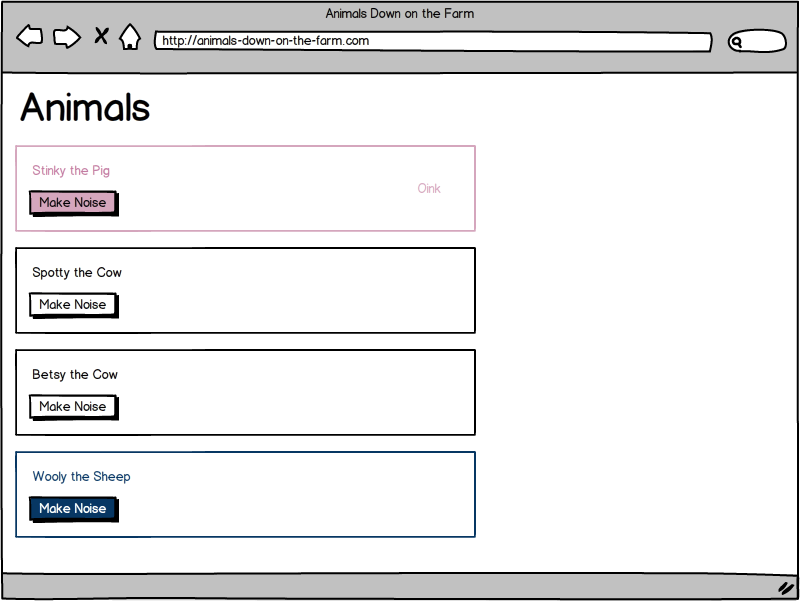 Animals Down on the Farm
http://animals-down-on-the-farm.com
Animals
Stinky the Pig
Oink
Make Noise
Spotty the Cow
Make Noise
Betsy the Cow
Make Noise
Wooly the Sheep
Make Noise